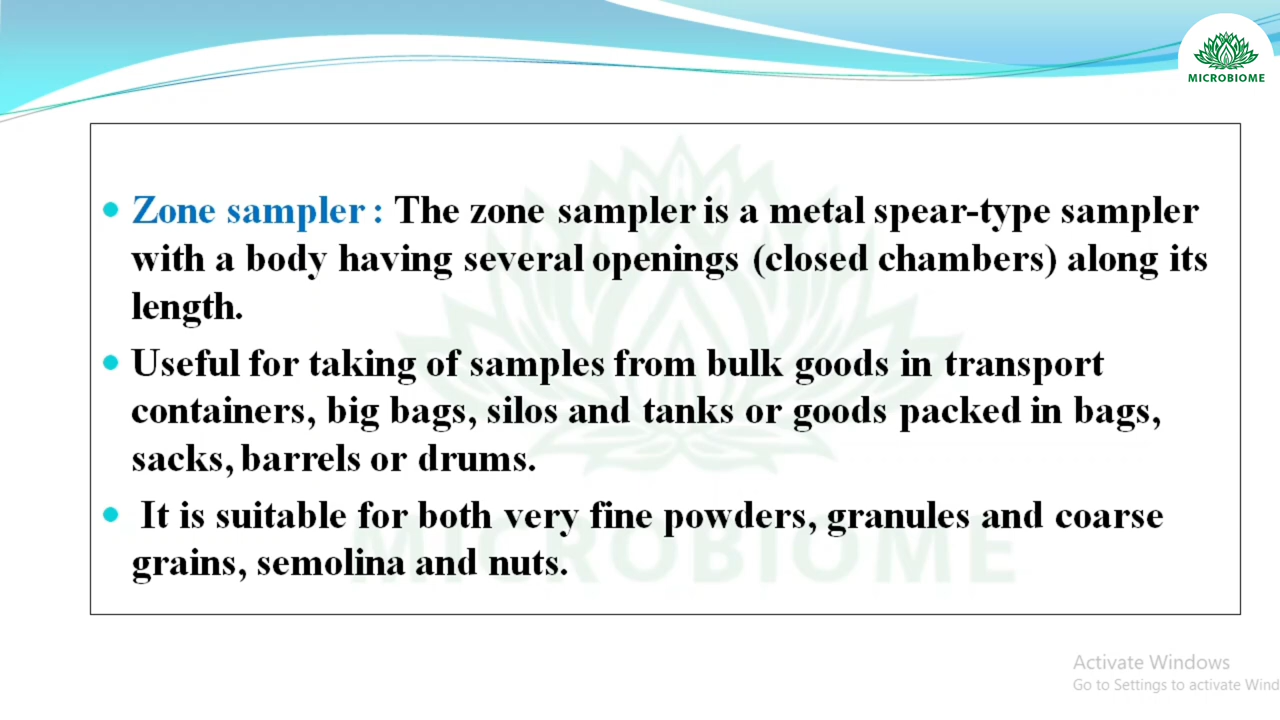 MICROBIOME
• Zone sampler : The zone sampler is a metal spear-type sampler
with a body having several openings (closed chambers) along its
length.
• Useful for taking of samples from bulk goods in transport
containers, big bags, silos and tanks or goods packed in bags,
sacks, barrels or drums.
• It is suitable for both very fine powders, granules and coarse
grains, semolina and nuts.
MICROBIOME
Activate Windows
Go to Settings to activate Wind